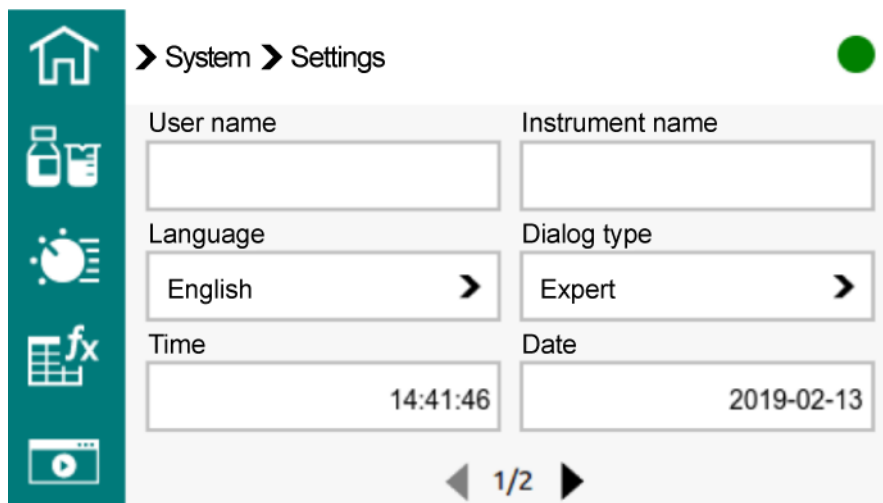 System Settings
User name
Instrument name
Language
Dialog type
English
Expert
Time
Date
14:41:46
2019-02-13
fx
1/2